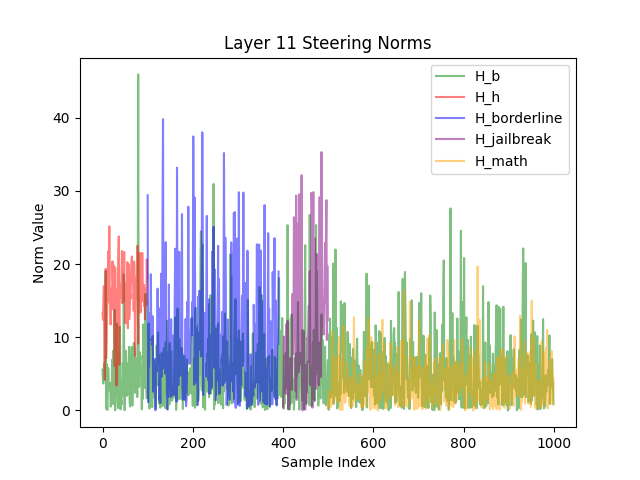 Layer 11 Steering Norms
H_b
H_h
H_borderline
H_jailbreak
H_math
Norm Value
40
30
20
10
0
0 200 400 600 800 1000
Sample Index